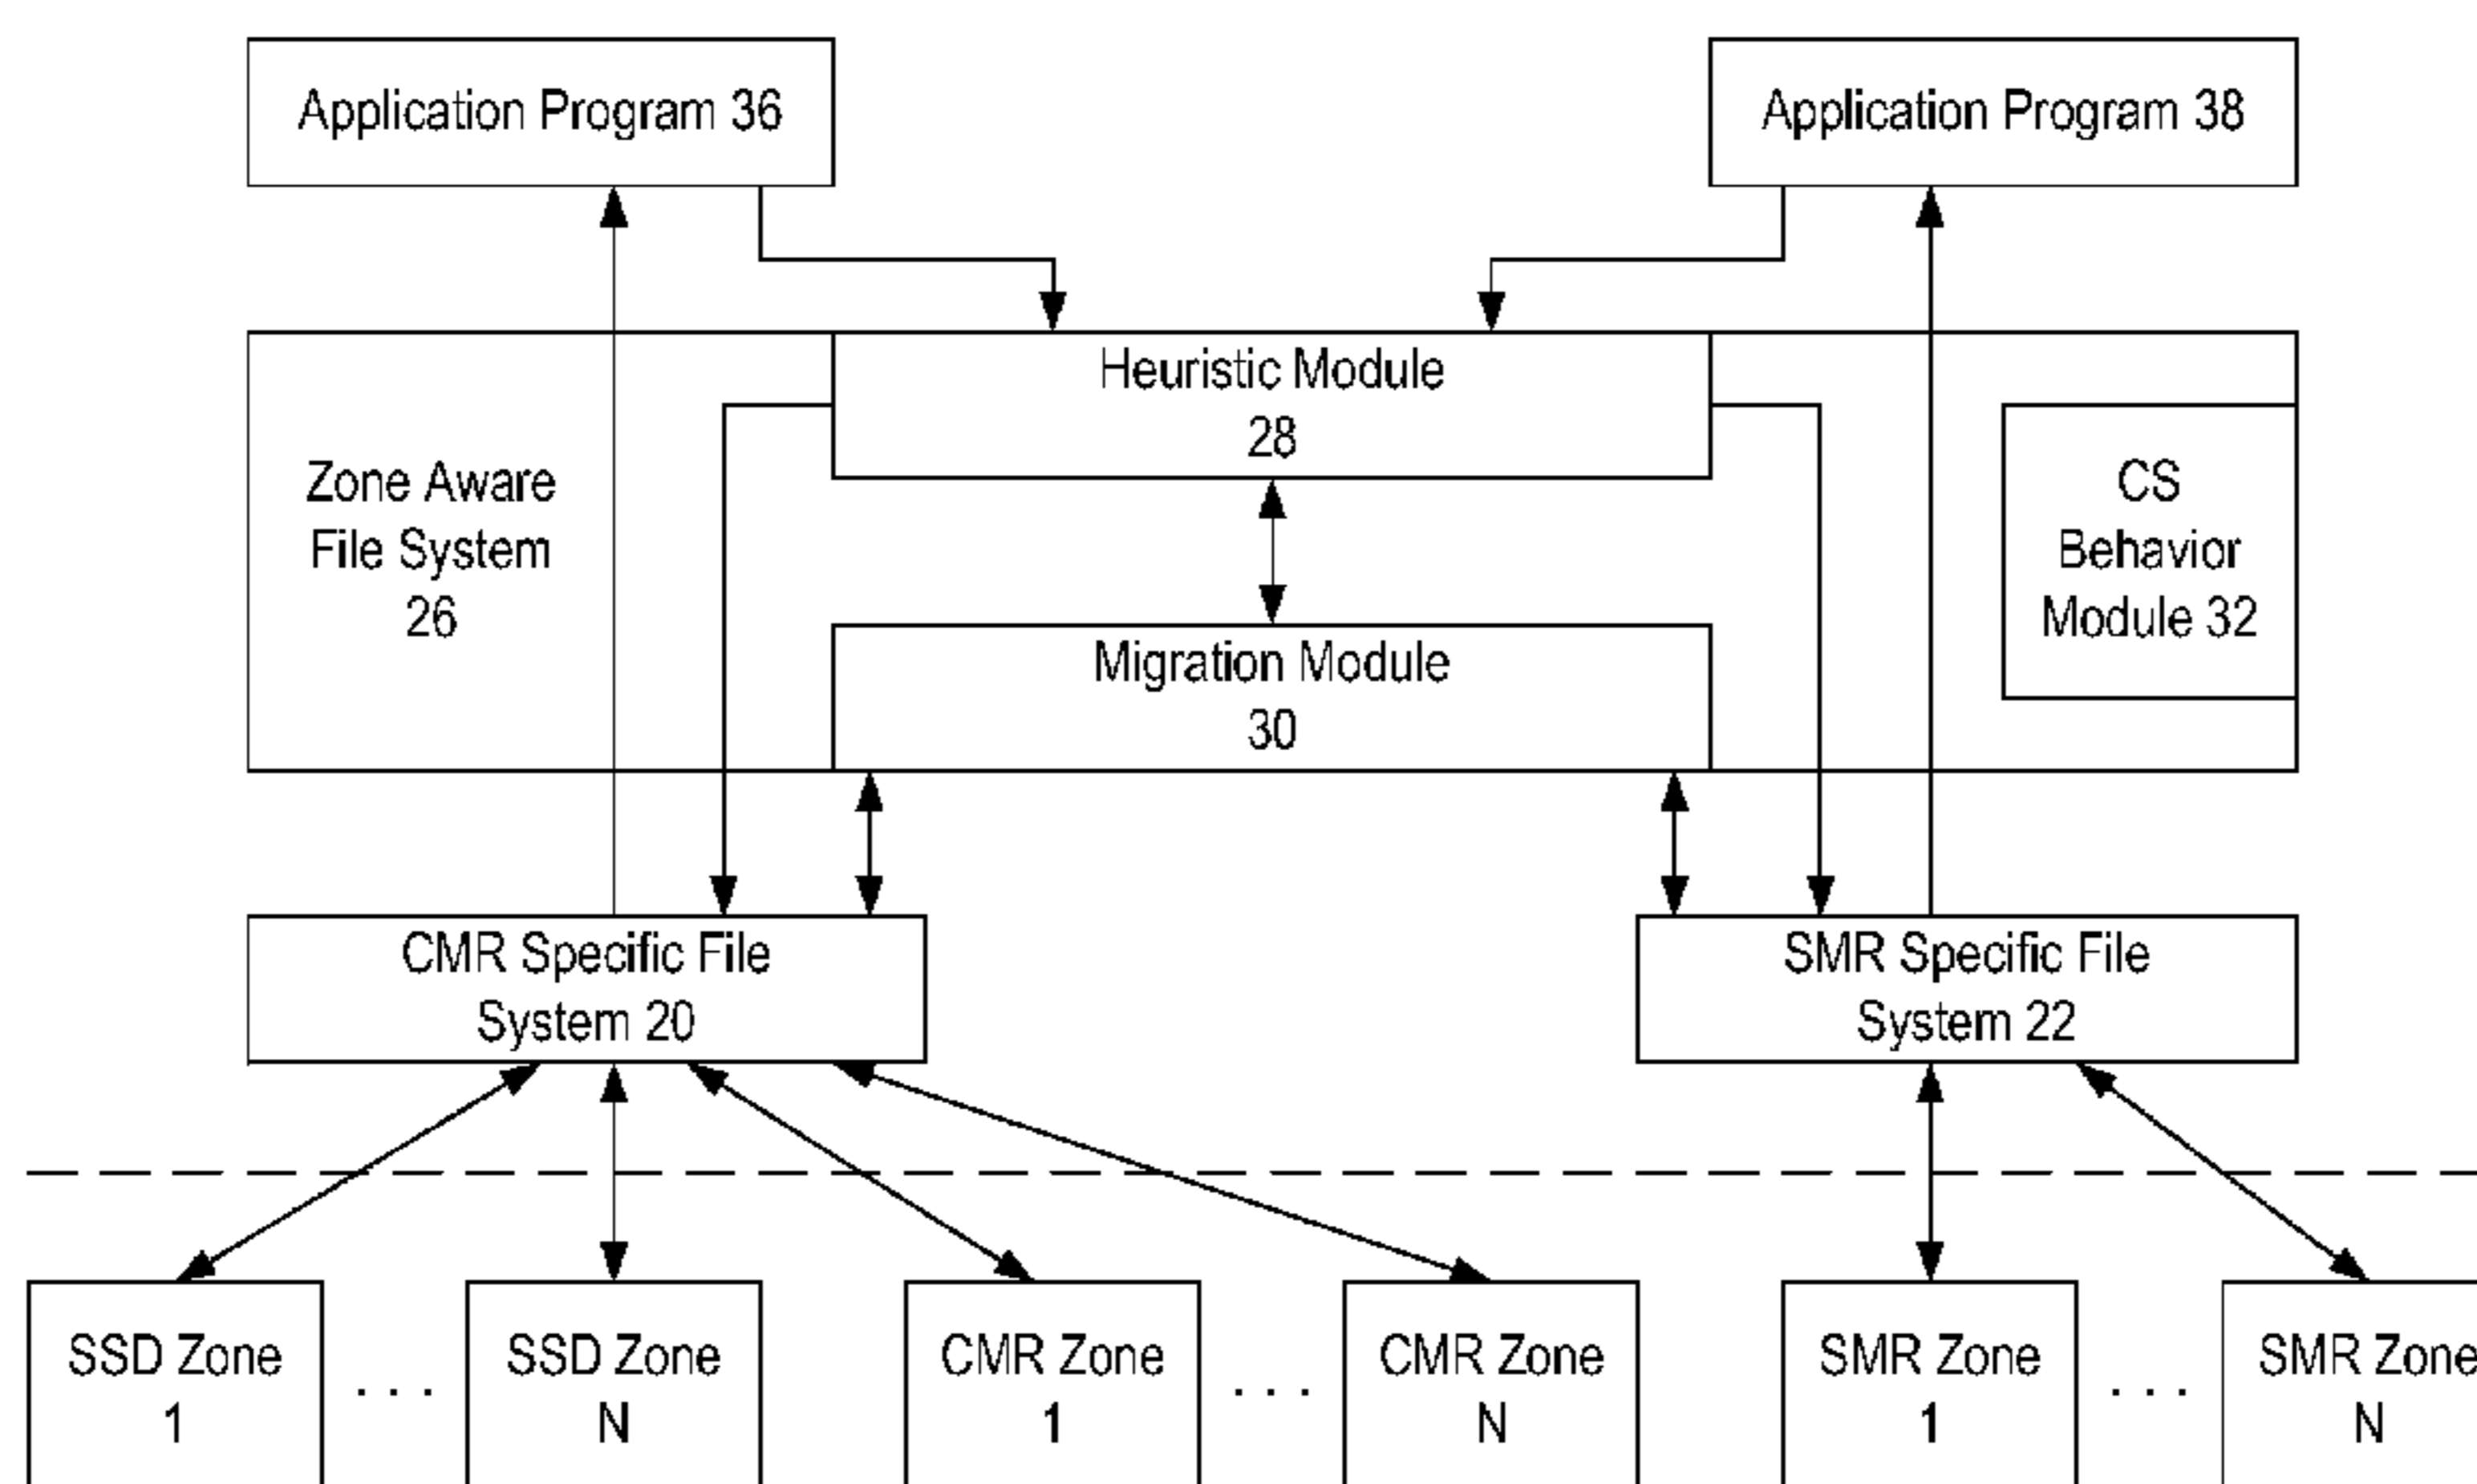 Application Program 36
Application Program 38
Heuristic Module
28
Zone Aware
File System
26
CS
Behavior
Module 32
Migration Module
30
CMR Specific File
System 20
SMR Specific File
System 22
SSD Zone
1
. . .
SSD Zone
N
CMR Zone
1
. . .
CMR Zone
N
SMR Zone
1
. . .
SMR Zone
N